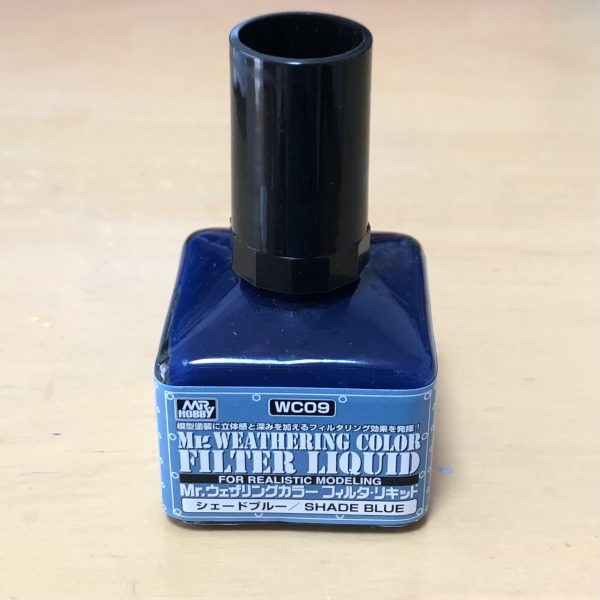 MR HOBBY
WC09
模型塗装に立体感と深みを加えるフィルタリング効果を発揮!
MR. WEATHERING COLOR
FILTER LIQUID
FOR REALISTIC MODELING
Mr.ウェザリングカラー フィルタ・リキッド
シェードブルー/SHADE BLUE